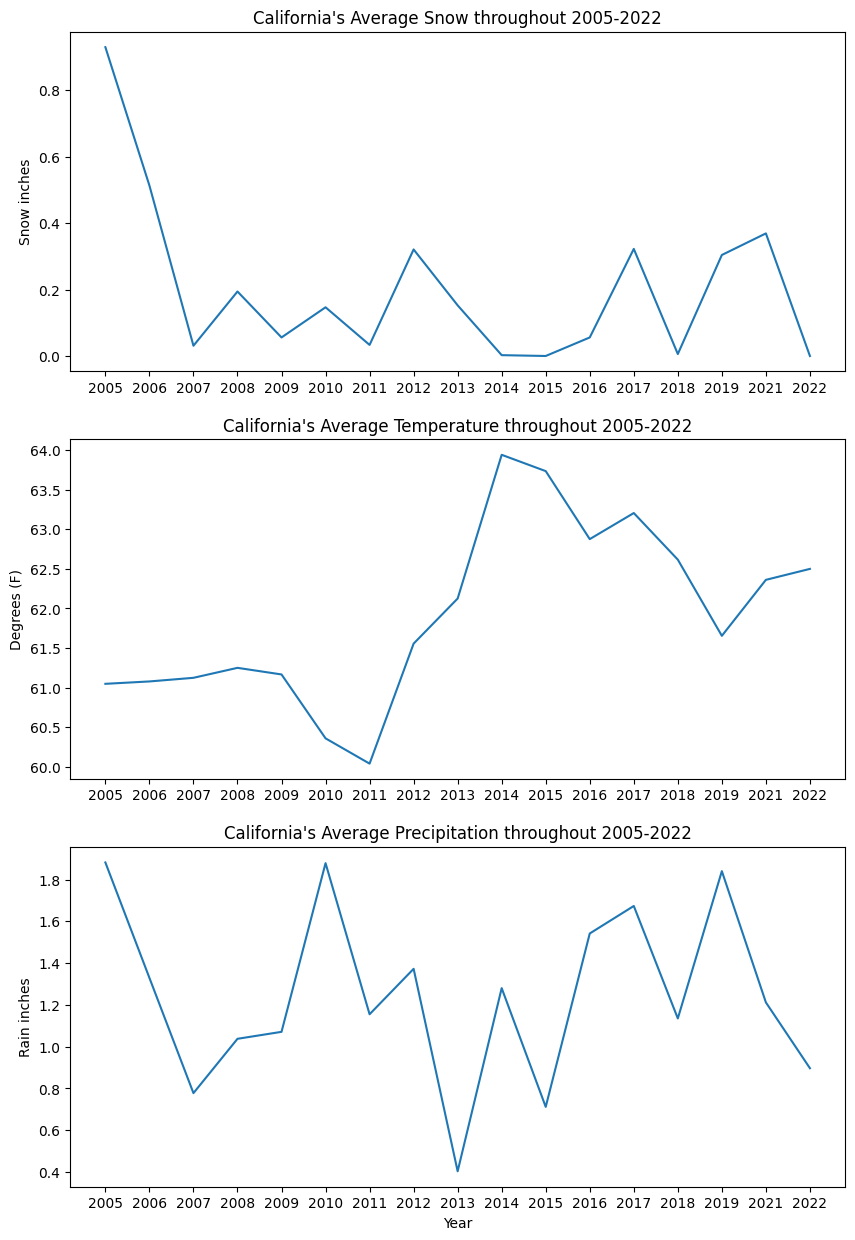 California's Average Snow throughout 2005-2022
Snow inches
0.8
0.6
0.4
0.2
0.0
2005 2006 2007 2008 2009 2010 2011 2012 2013 2014 2015 2016 2017 2018 2019 2021 2022
California's Average Temperature throughout 2005-2022
Degrees (F)
64.0
63.5
63.0
62.5
62.0
61.5
61.0
60.5
60.0
2005 2006 2007 2008 2009 2010 2011 2012 2013 2014 2015 2016 2017 2018 2019 2021 2022
California's Average Precipitation throughout 2005-2022
Rain inches
1.8
1.6
1.4
1.2
1.0
0.8
0.6
0.4
2005 2006 2007 2008 2009 2010 2011 2012 2013 2014 2015 2016 2017 2018 2019 2021 2022
Year